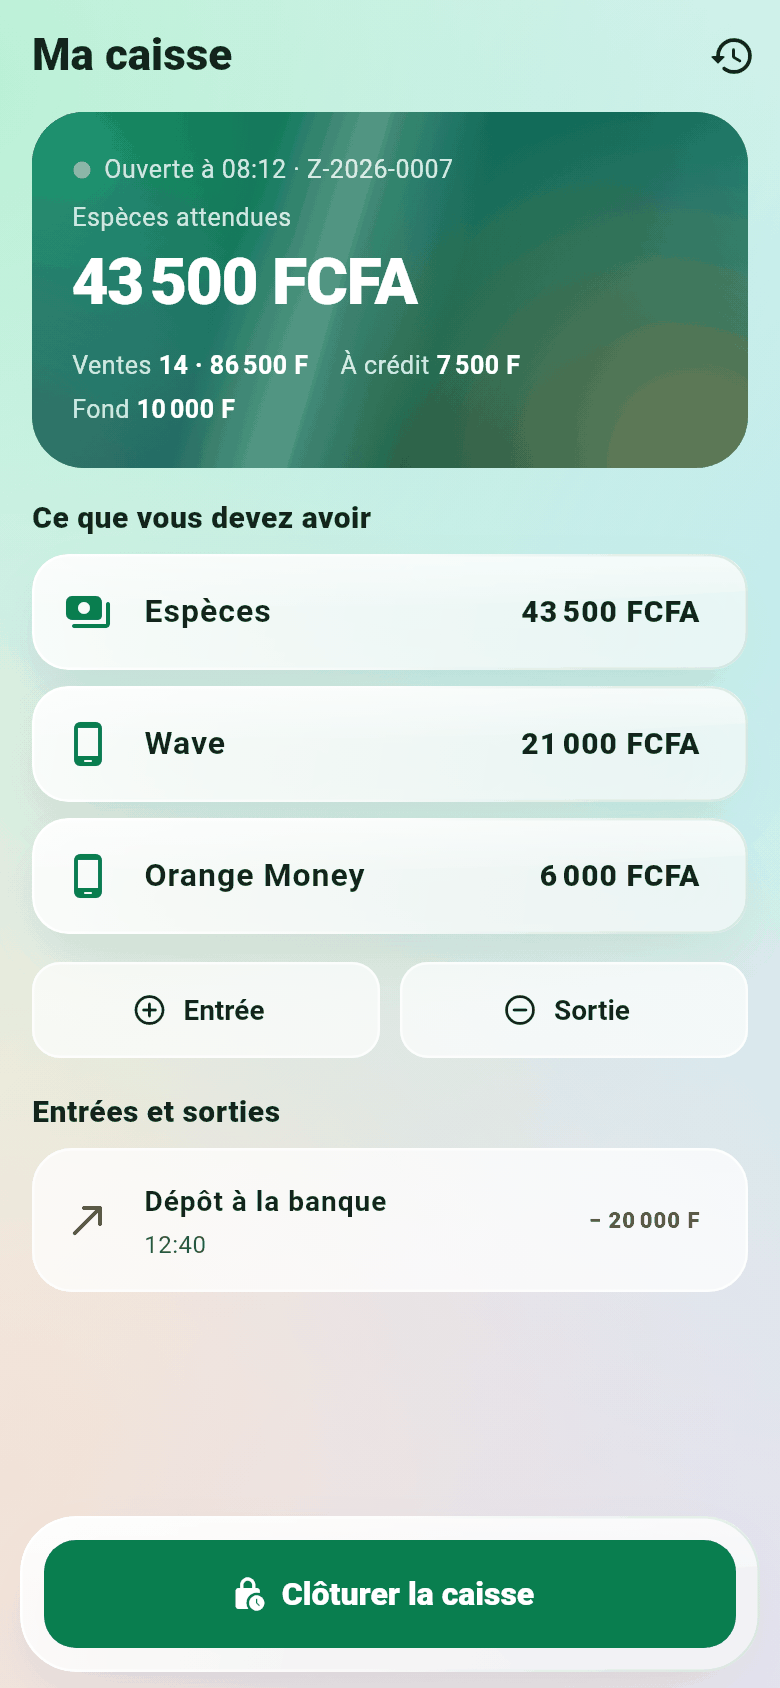 Ma caisse
Ouverte à 08:12 · Z-2026-0007
Espèces attendues
43 500 FCFA
Ventes 14 · 86 500 F À crédit 7 500 F
Fond 10 000 F
Ce que vous devez avoir
Espèces 43 500 FCFA
Wave 21 000 FCFA
Orange Money 6 000 FCFA
Entrée Sortie
Entrées et sorties
Dépôt à la banque
− 20 000 F
12:40
Clôturer la caisse